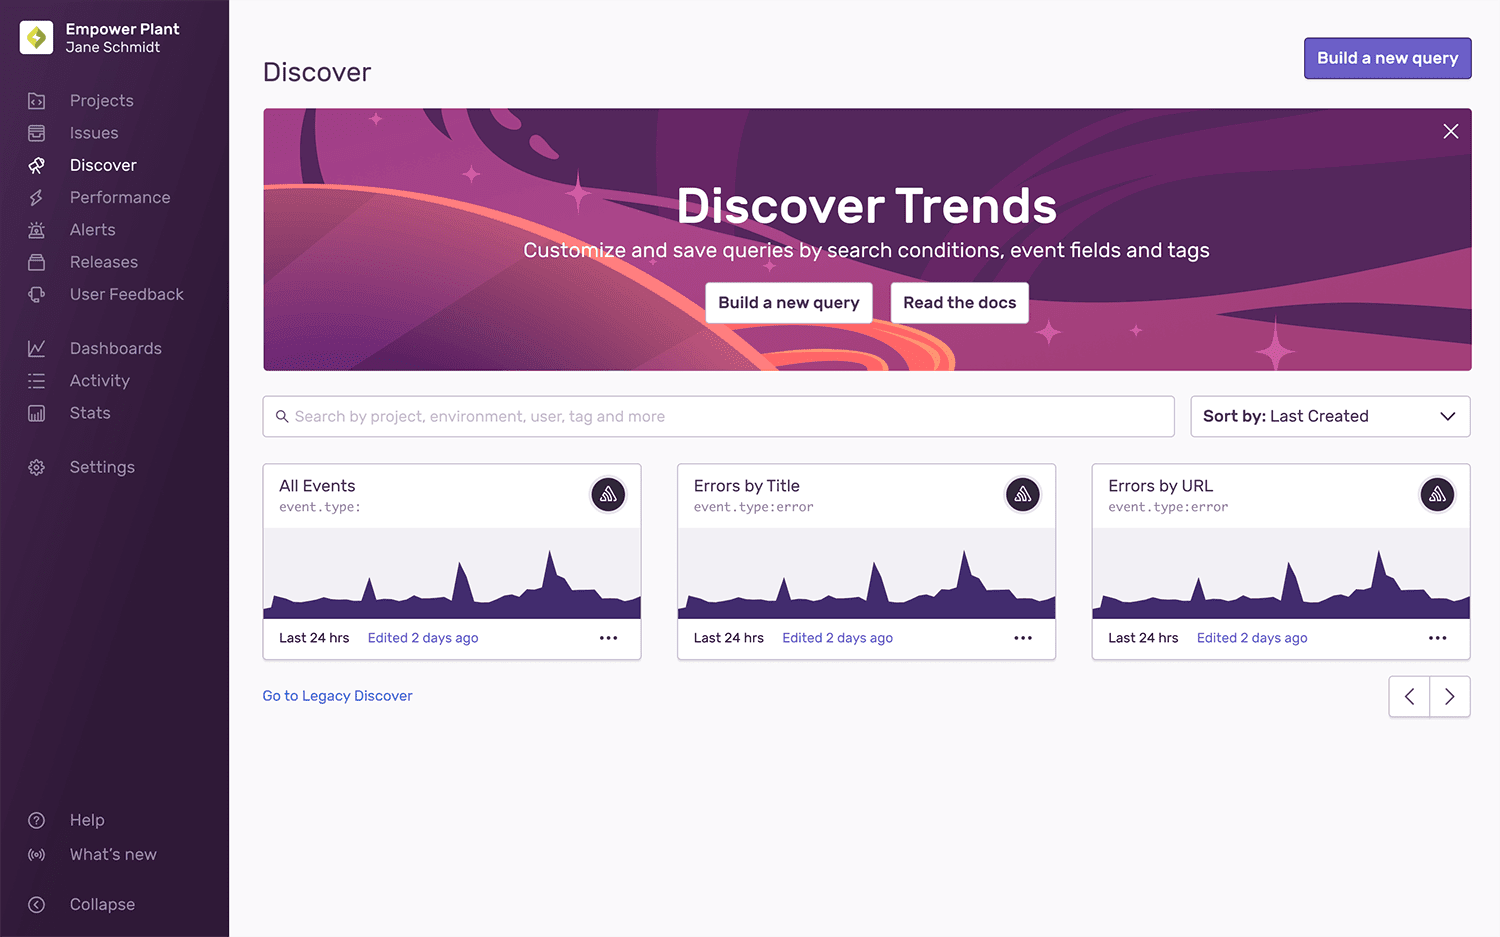 Empower Plant
Jane Schmidt
Projects
Issues
Discover
Performance
Alerts
Releases
User Feedback
Dashboards
Activity
Stats
Settings
Help
What's new
Collapse
Discover
Build a new query
Discover Trends
Customize and save queries by search conditions, event fields and tags
Build a new query Read the docs
Search by project, environment, user, tag and more
Sort by: Last Created
All Events
event.type:
Last 24 hrs Edited 2 days ago
Errors by Title
event.type:error
Last 24 hrs Edited 2 days ago
Errors by URL
event.type:error
Last 24 hrs Edited 2 days ago
Go to Legacy Discover